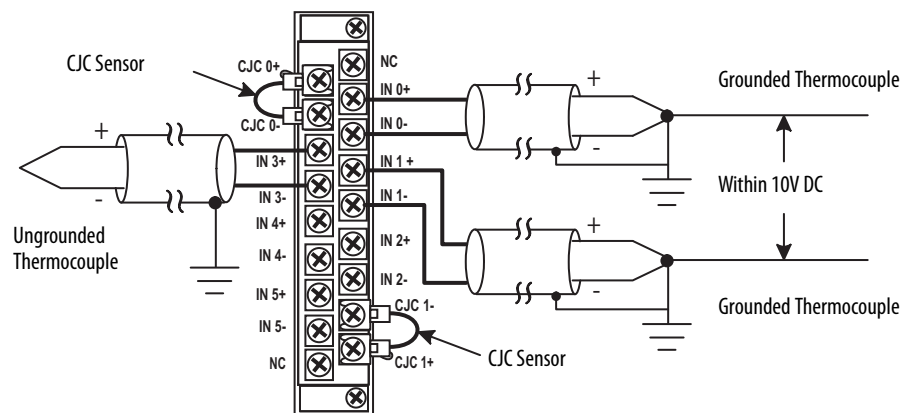 CJC Sensor
CJC 0+
CJC 0-
+
-
Ungrounded
Thermocouple
IN 3+
IN 3-
IN 4+
IN 4-
IN 5+
IN 5-
NC
NC
IN 0+
IN 0-
IN 1 +
IN 1-
IN 2+
IN 2-
CJC 1-
CJC 1+
CJC Sensor
+
-
Grounded Thermocouple
Within 10V DC
+
-
Grounded Thermocouple